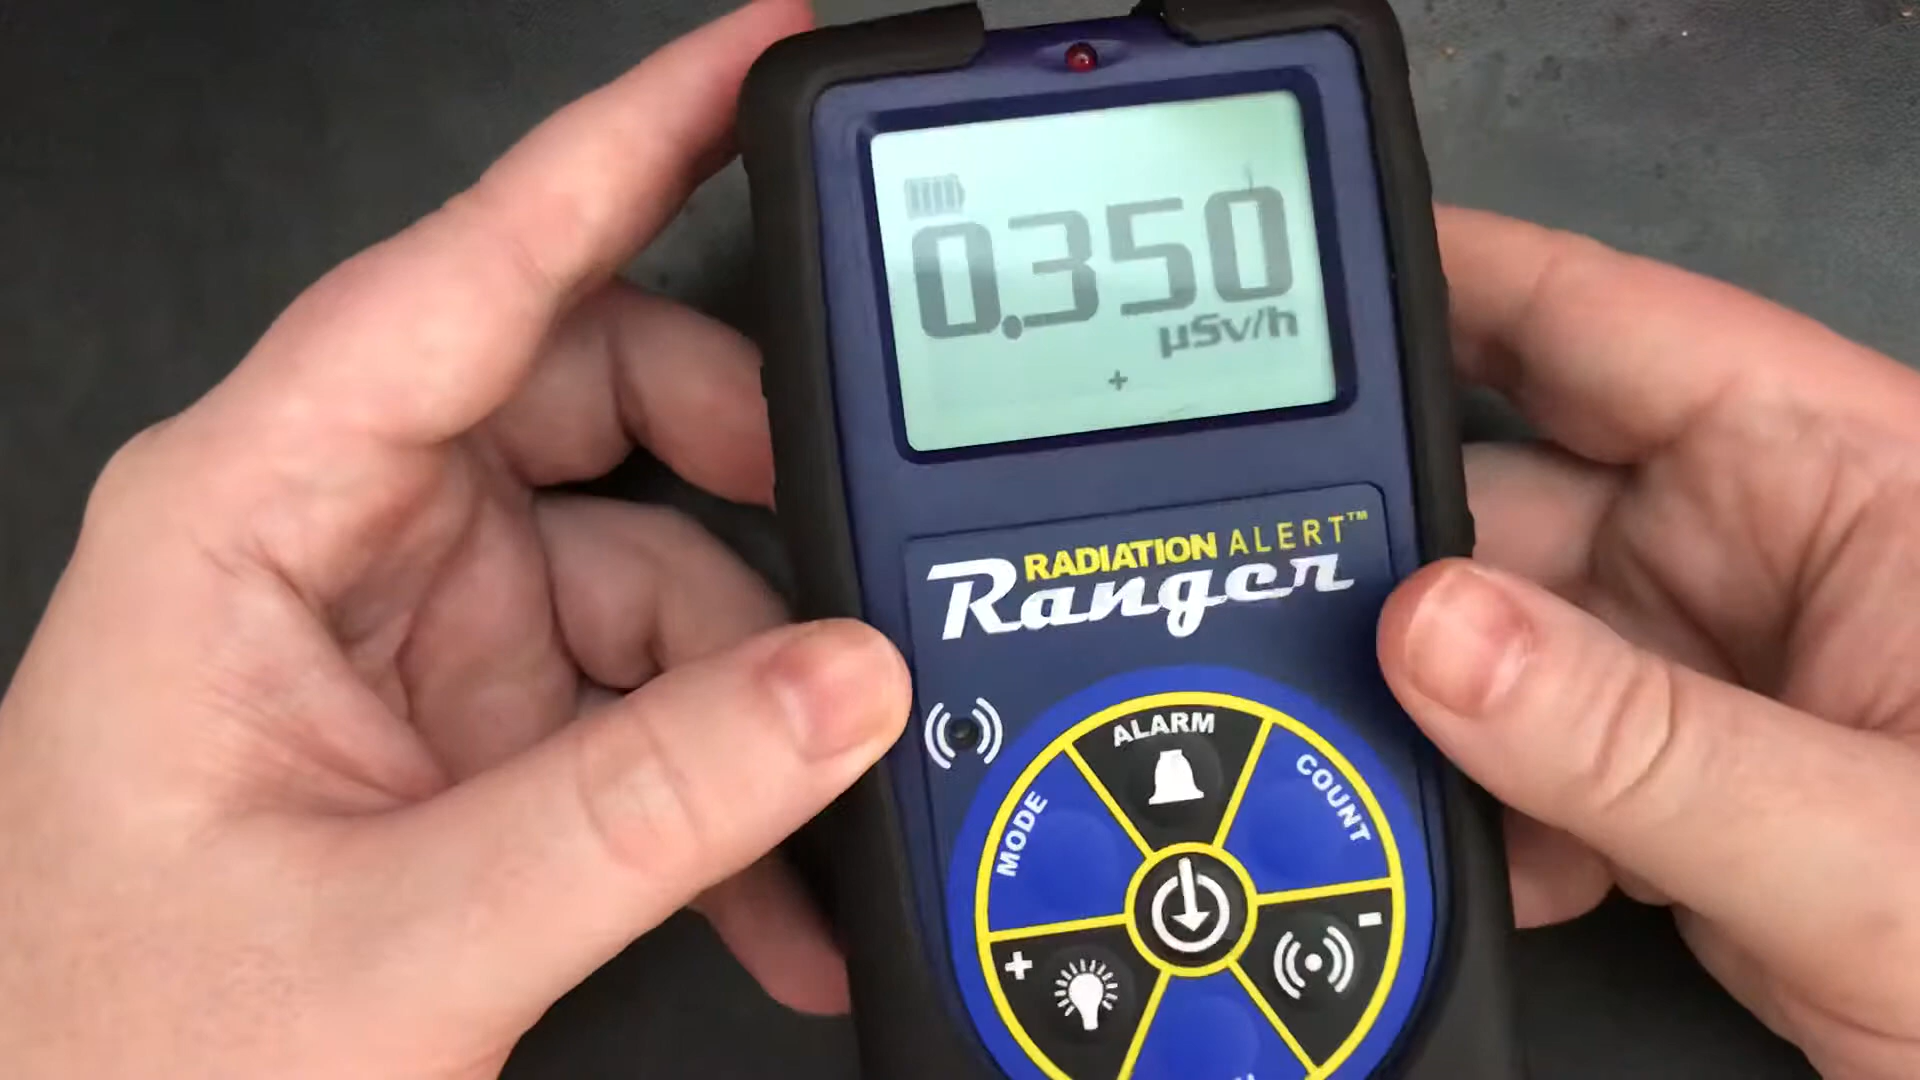 0.350
µSv/h
+
RADIATION ALERT™
Ranger
ALARM
MODE
COUNT
+
-